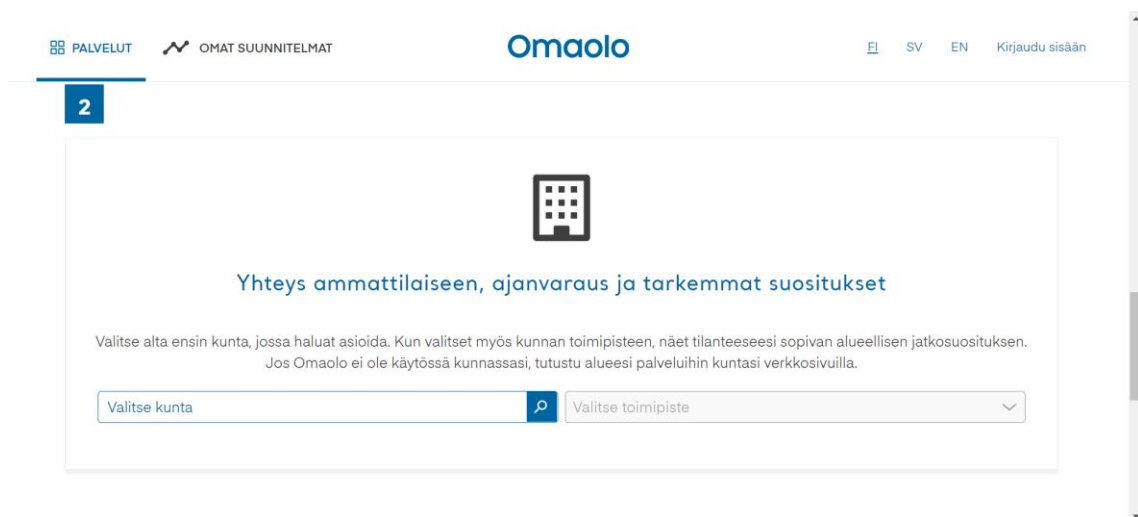 PALVELUT OMAT SUUNNITELMAT Omaolo FI SV EN Kirjaudu sisään
2
Yhteys ammattilaiseen, ajanvaraus ja tarkemmat suositukset
Valitse alta ensin kunta, jossa haluat asioida. Kun valitset myös kunnan toimipisteen, näet tilanteeseesi sopivan alueellisen jatkosuosituksen.
Jos Omaolo ei ole käytössä kunnassasi, tutustu alueesi palveluihin kuntasi verkkosivuilla.
Valitse kunta Valitse toimipiste